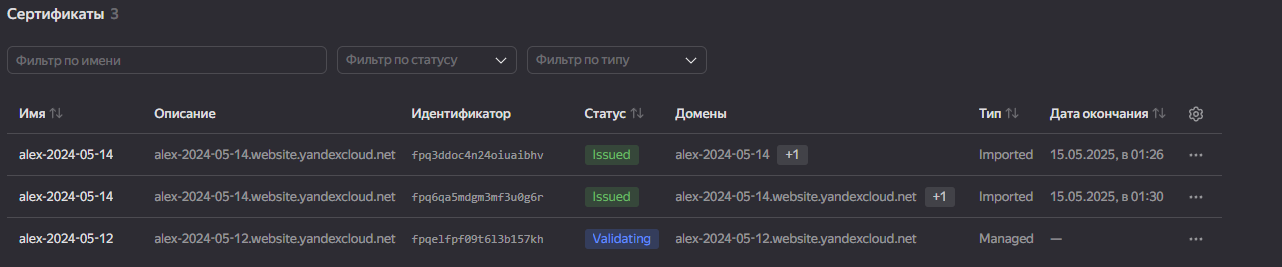 Сертификаты 3
Фильтр по имени Фильтр по статусу Фильтр по типу
Имя Описание Идентификатор Статус Домены Тип Дата окончания
alex-2024-05-14 alex-2024-05-14.website.yandexcloud.net fpq3ddoc4n24oiuaibhv Issued alex-2024-05-14 +1 Imported 15.05.2025, в 01:26
alex-2024-05-14 alex-2024-05-14.website.yandexcloud.net fpq6qa5mdgm3mf3u0g6r Issued alex-2024-05-14.website.yandexcloud.net +1 Imported 15.05.2025, в 01:30
alex-2024-05-12 alex-2024-05-12.website.yandexcloud.net fpqelfpf09t6l3b157kh Validating alex-2024-05-12.website.yandexcloud.net Managed —